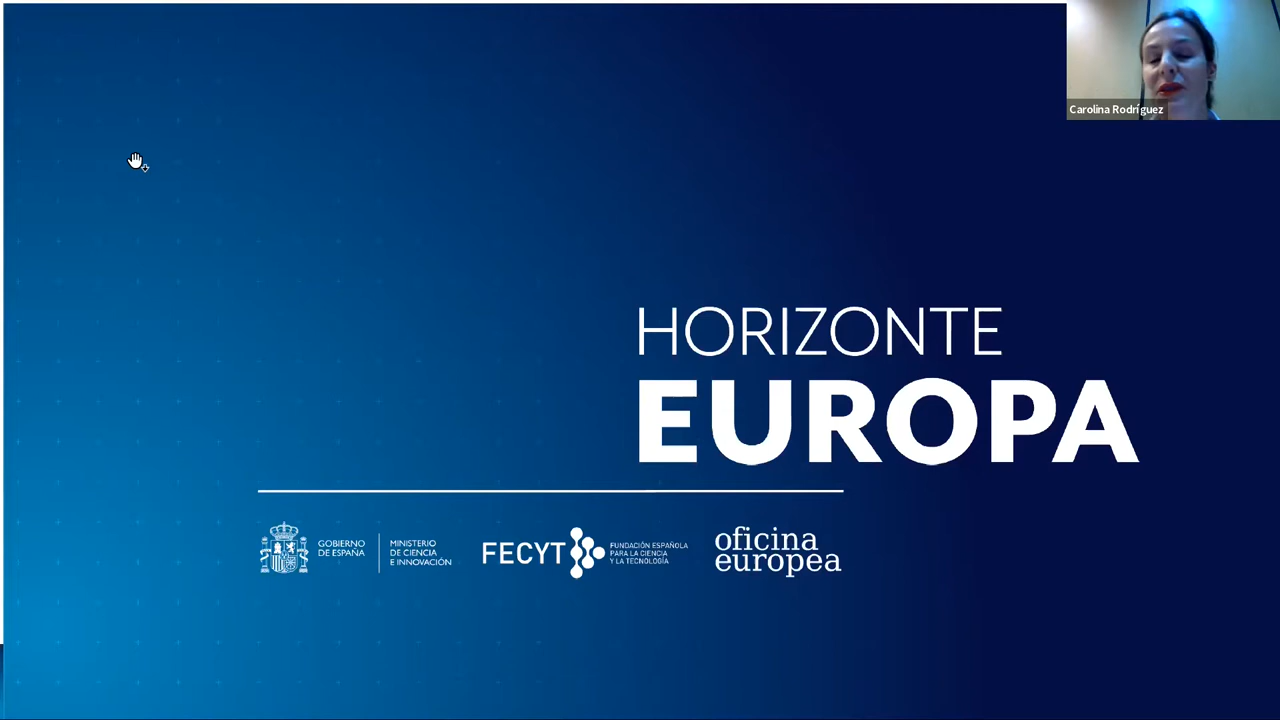 Carolina Rodríguez
HORIZONTE
EUROPA
GOBIERNO
DE ESPAÑA
MINISTERIO
DE CIENCIA
E INNOVACIÓN
FECYT
FUNDACIÓN ESPAÑOLA
PARA LA CIENCIA
Y LA TECNOLOGÍA
oficina
europea